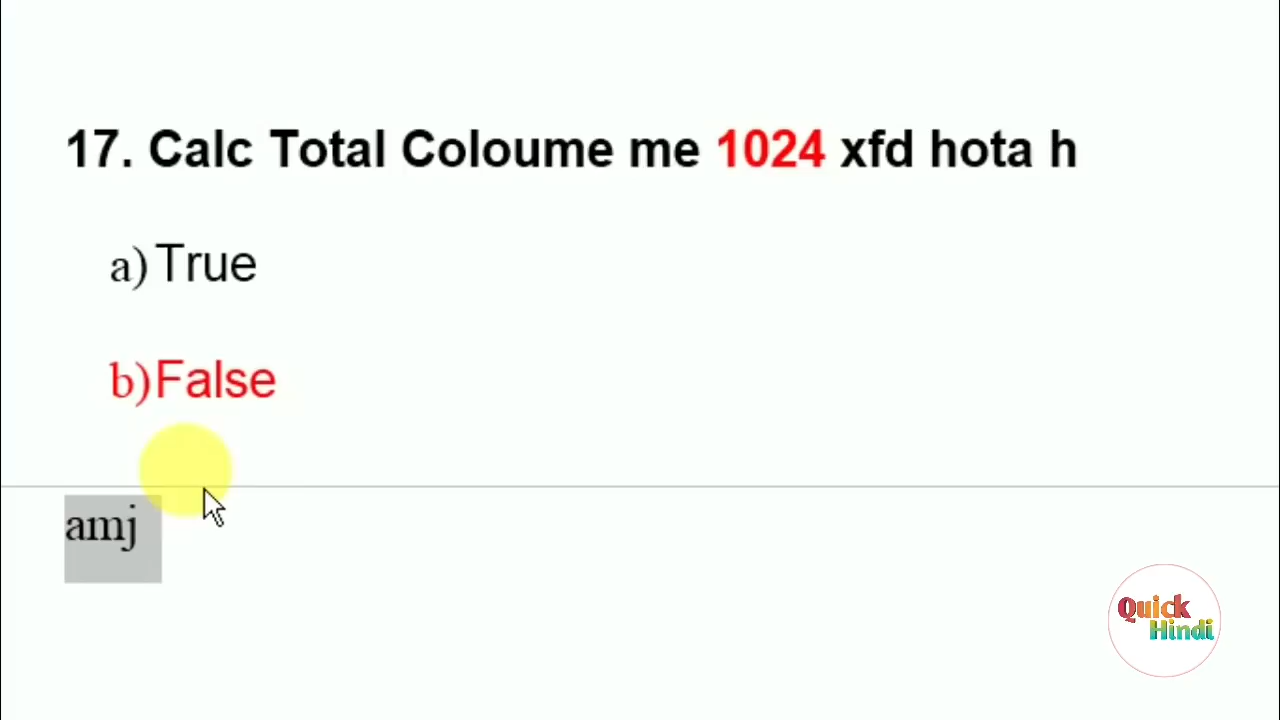 17. Calc Total Coloume me 1024 xfd hota h
a) True
b) False
amj
Quick
Hindi